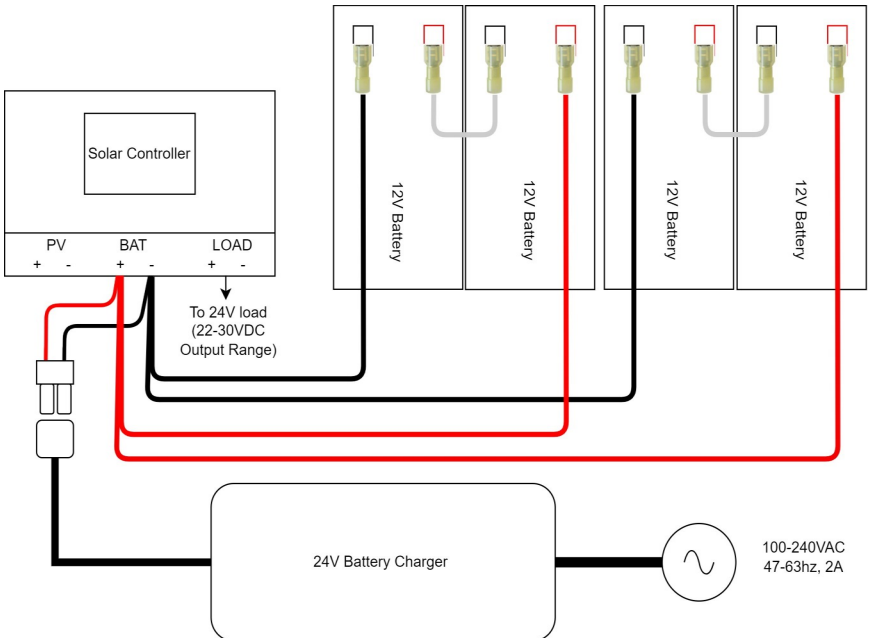 Solar Controller
PV BAT LOAD
+ - + - + -
To 24V load
(22-30VDC
Output Range)
12V Battery
12V Battery
12V Battery
12V Battery
24V Battery Charger
100-240VAC
47-63hz, 2A